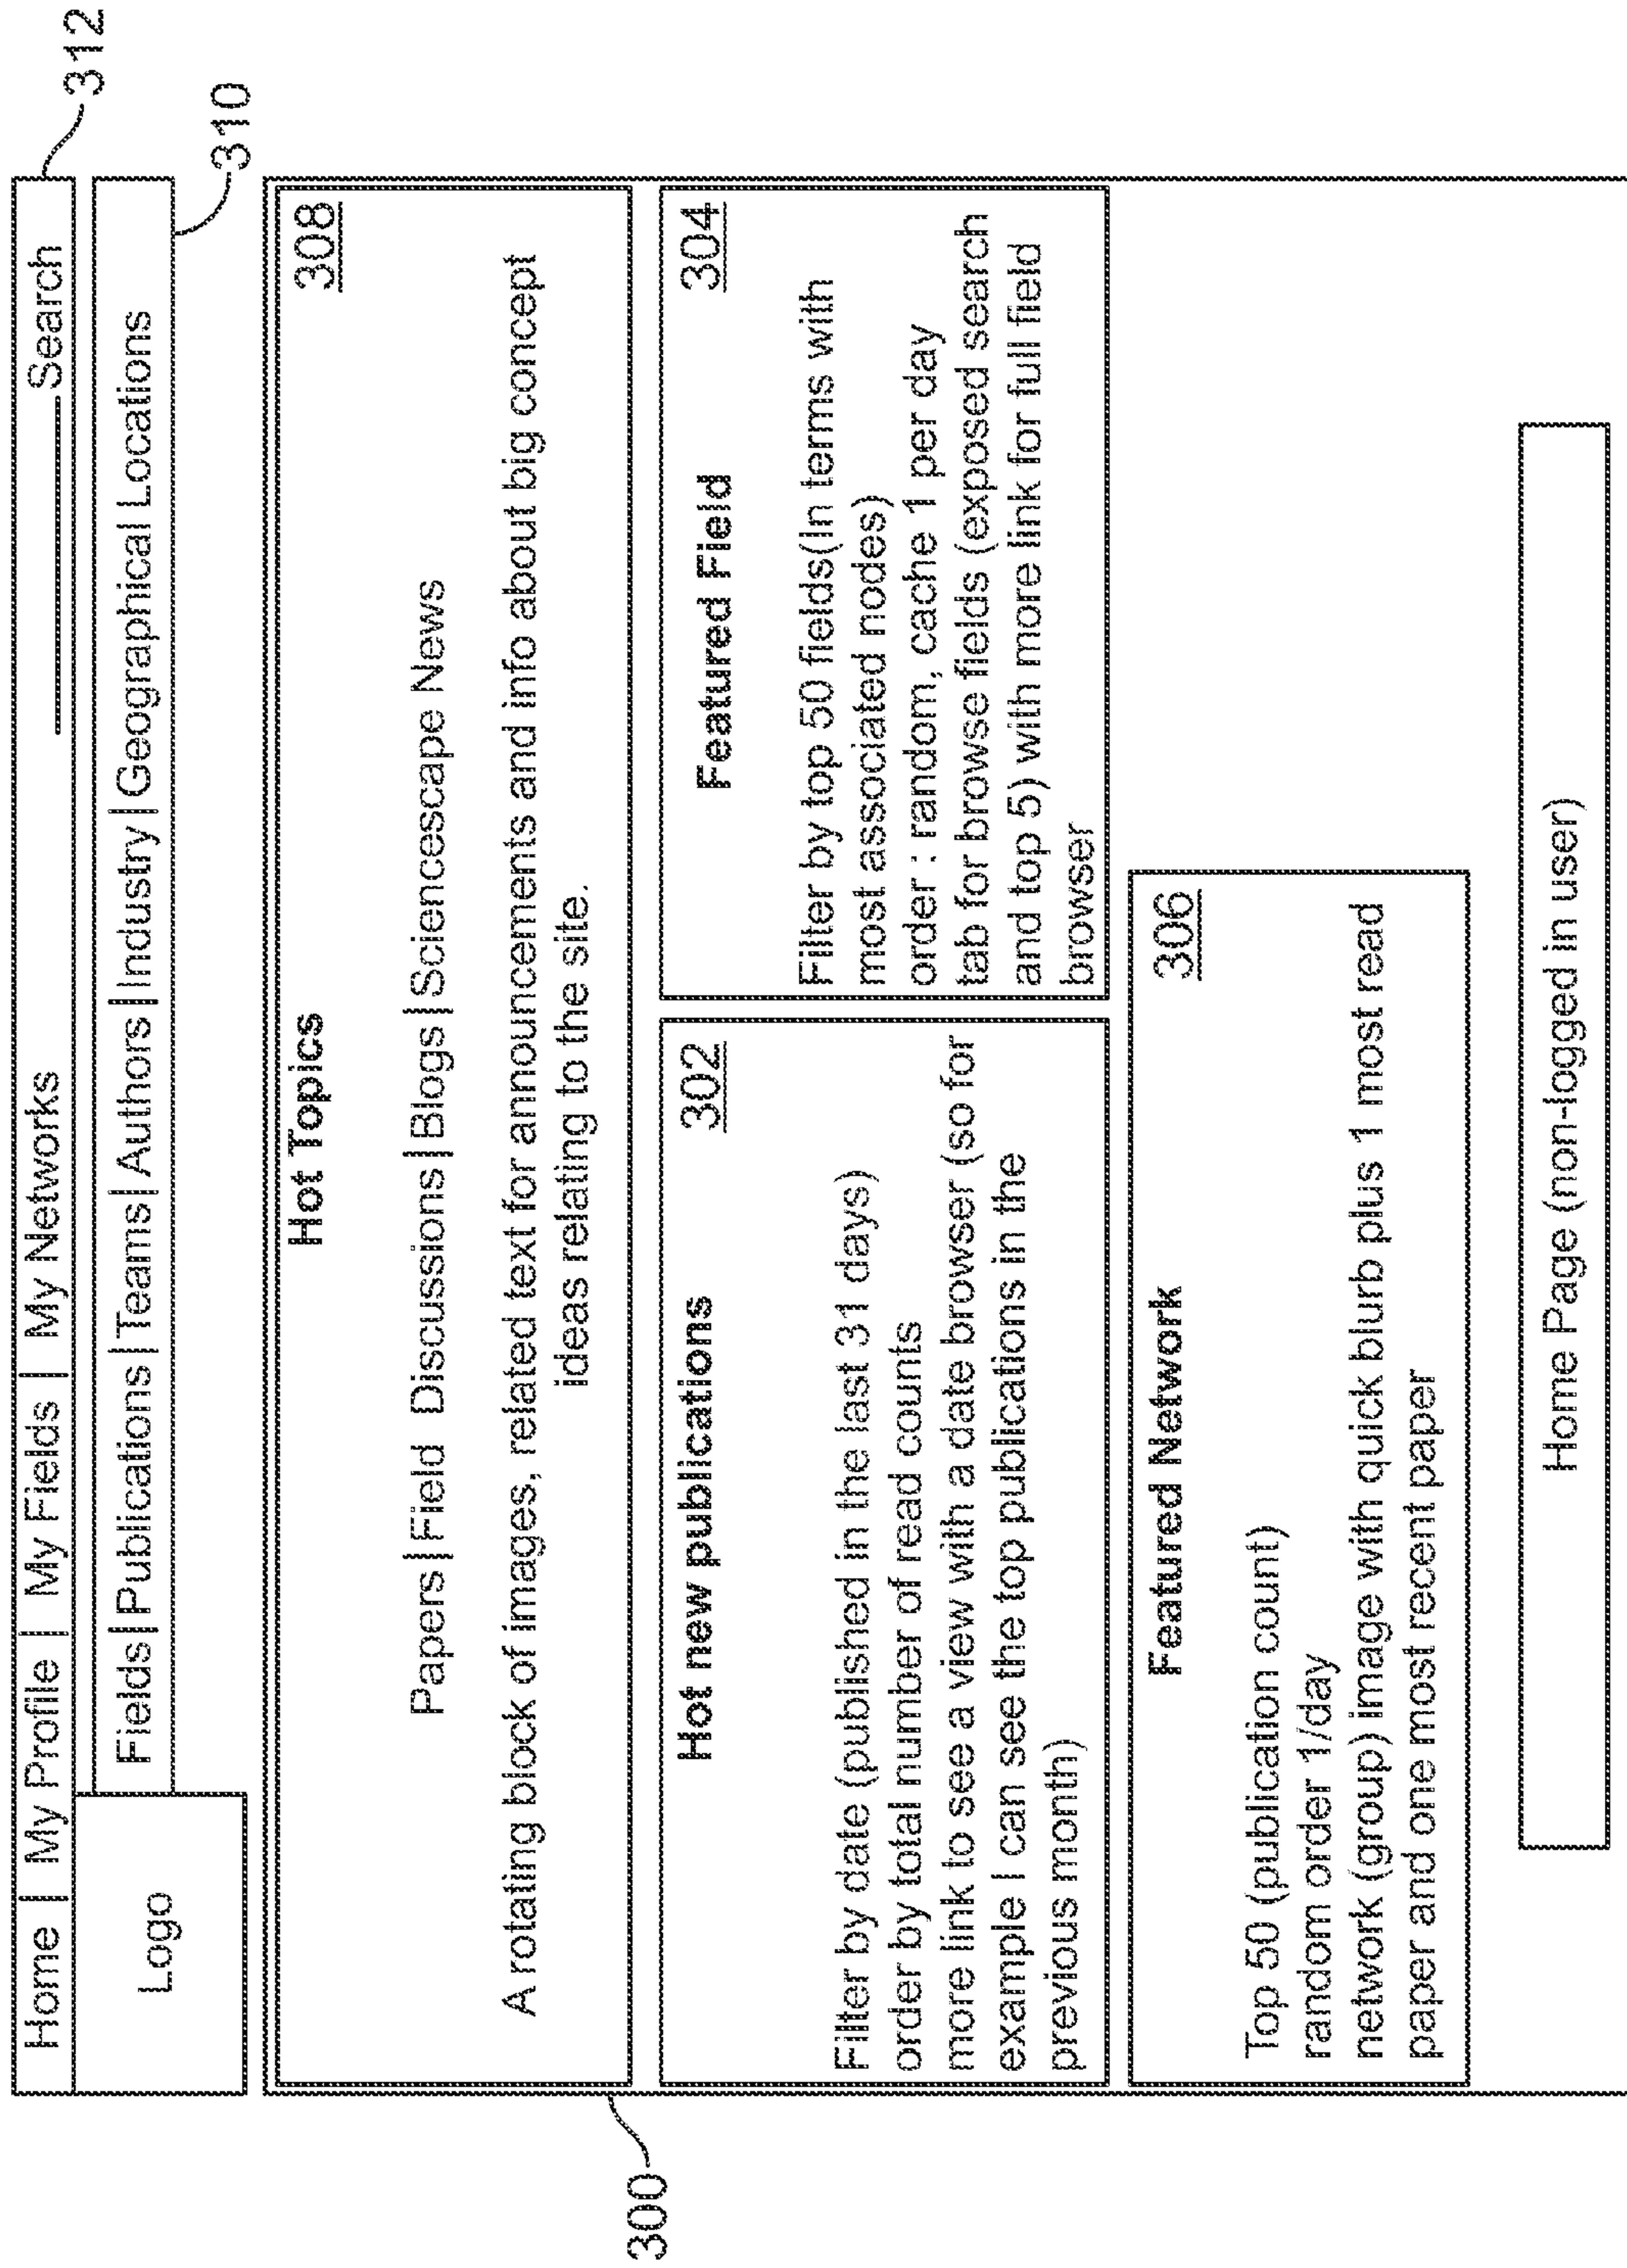 Home | My Profile | My Fields | My Networks Search
312
Logo
Fields|Publications|Teams|Authors|Industry|Geographical Locations
310
300
Hot Topics
308
Papers|Field Discussions|Blogs|Sciencescape News
A rotating block of images, related text for announcements and info about big concept
ideas relating to the site.
Hot new publications
302
Filter by date (published in the last 31 days)
order by total number of read counts
more link to see a view with a date browser (so for
example I can see the top publications in the
previous month)
Featured Field
304
Filter by top 50 fields(In terms with
most associated nodes)
order : random, cache 1 per day
tab for browse fields (exposed search
and top 5) with more link for full field
browser
Featured Network
306
Top 50 (publication count)
random order 1/day
network (group) image with quick blurb plus 1 most read
paper and one most recent paper
Home Page (non-logged in user)